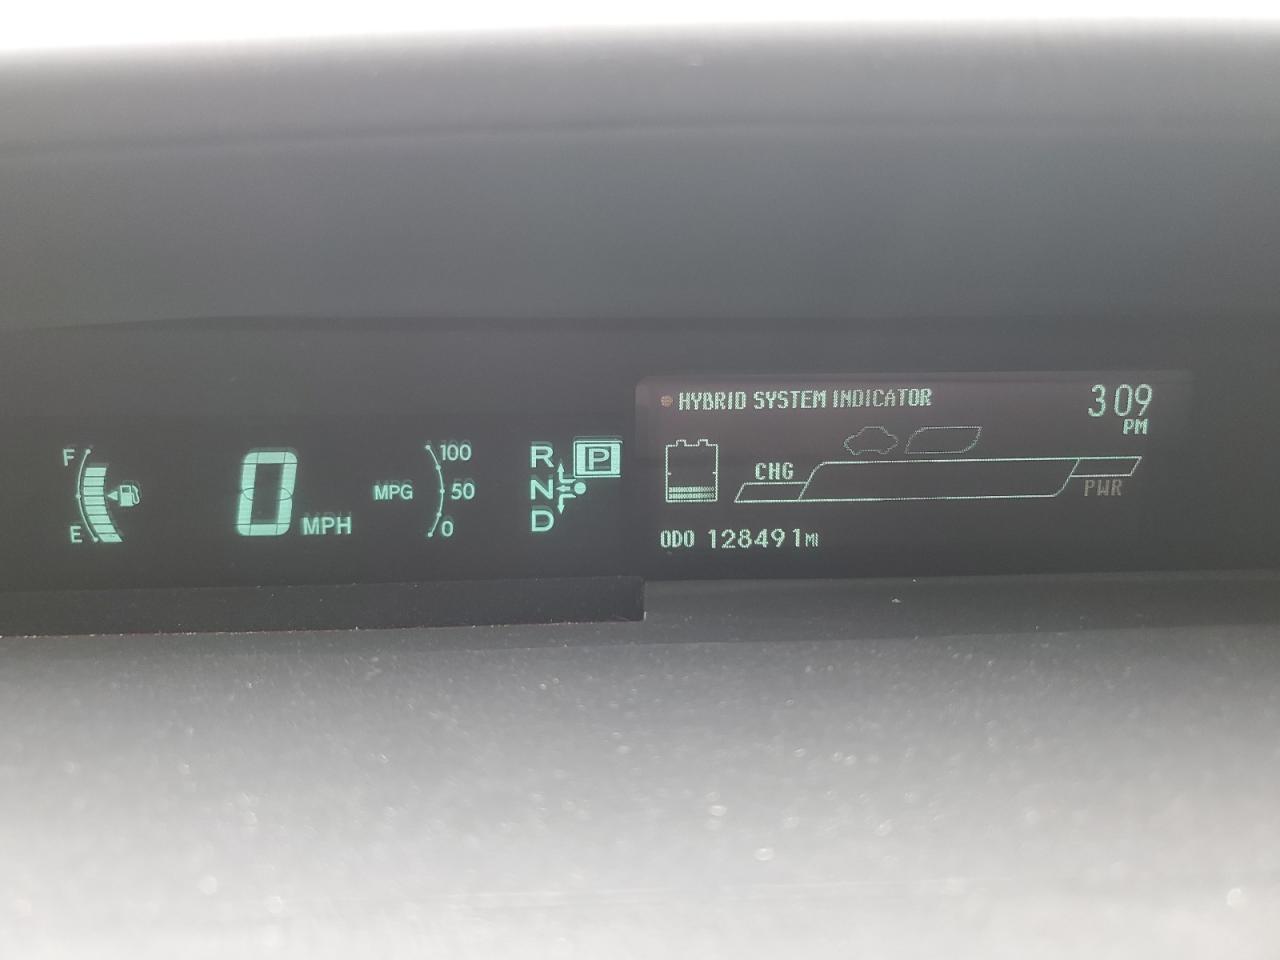 F
E
0 MPH
MPG
100
50
0
R
N
D
P
HYBRID SYSTEM INDICATOR
3:09
PM
CHG
PWR
ODO 128491 MI